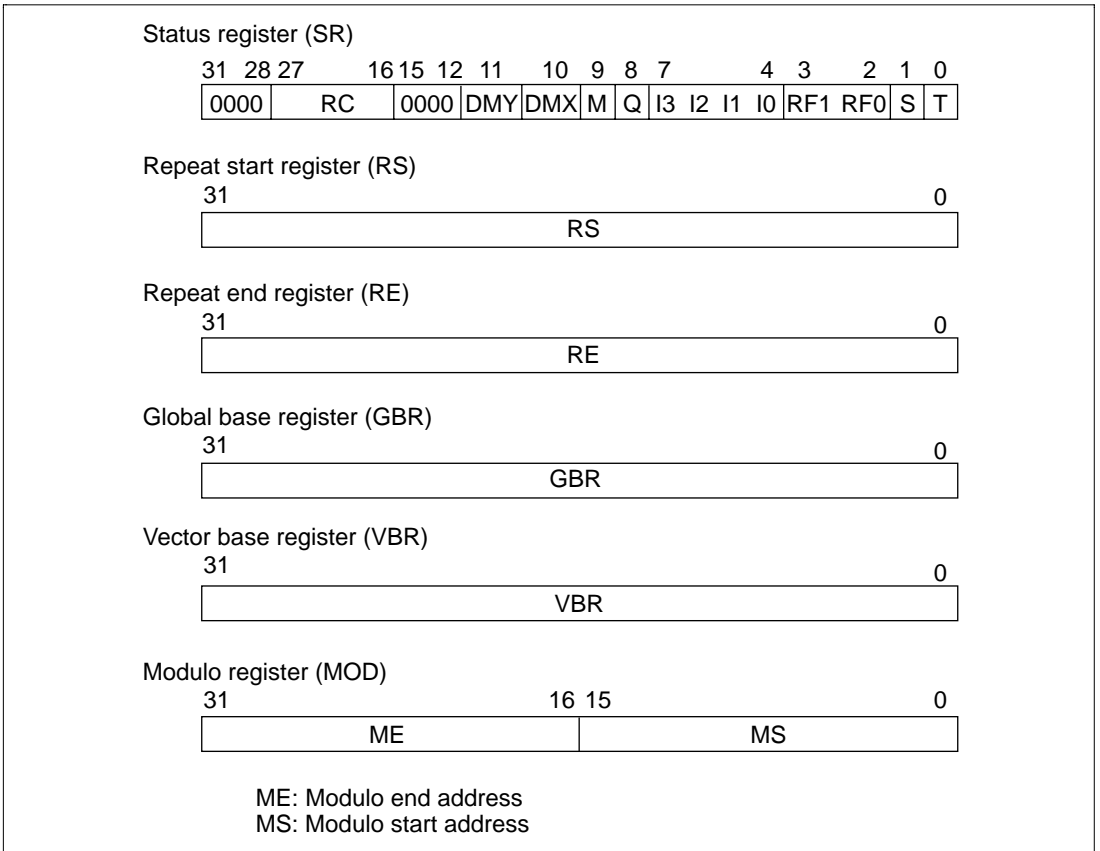 Status register (SR)
31 28 27 16 15 12 11 10 9 8 7 4 3 2 1 0
0000 RC 0000 DMY DMX M Q I3 I2 I1 I0 RF1 RF0 S T
Repeat start register (RS)
31 0
RS
Repeat end register (RE)
31 0
RE
Global base register (GBR)
31 0
GBR
Vector base register (VBR)
31 0
VBR
Modulo register (MOD)
31 16 15 0
ME MS
ME: Modulo end address
MS: Modulo start address